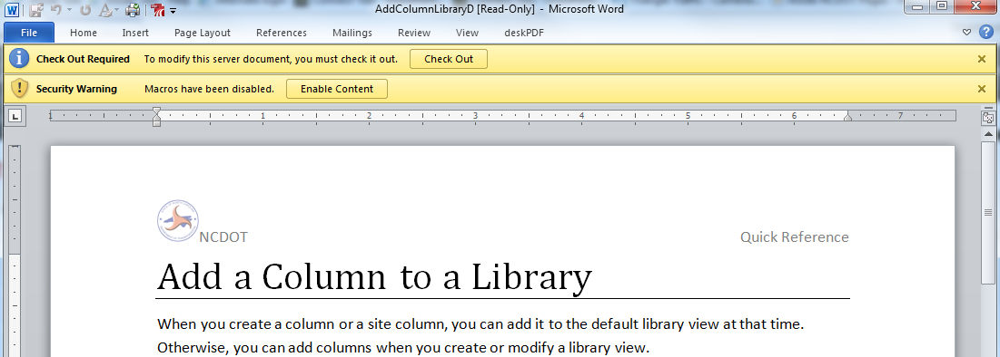 AddColumnLibraryD [Read-Only] - Microsoft Word
File Home Insert Page Layout References Mailings Review View deskPDF
Check Out Required To modify this server document, you must check it out. Check Out
Security Warning Macros have been disabled. Enable Content
1 1 2 3 4 5 6 7
NCDOT Quick Reference
Add a Column to a Library
When you create a column or a site column, you can add it to the default library view at that time.
Otherwise, you can add columns when you create or modify a library view.